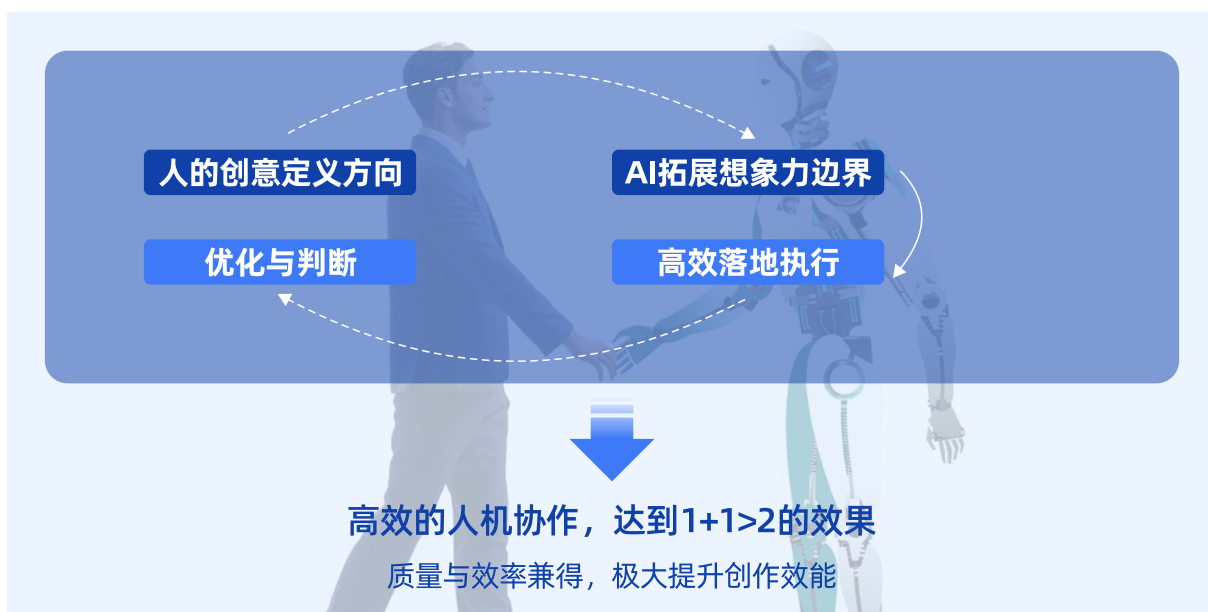 人的创意定义方向
AI拓展想象力边界
优化与判断
高效落地执行
高效的人机协作，达到1+1>2的效果
质量与效率兼得，极大提升创作效能